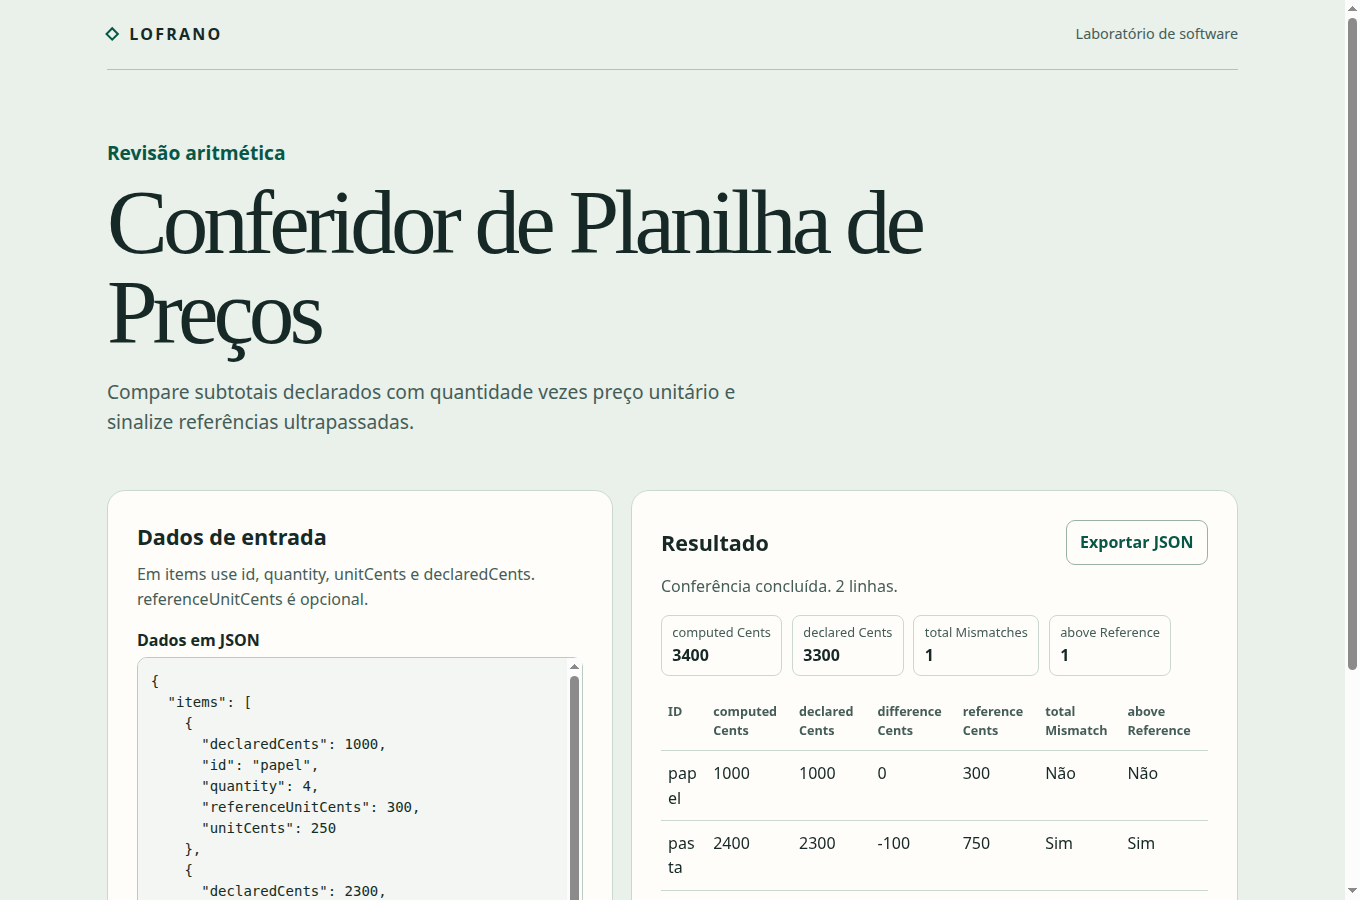 LOFRANO
Laboratório de software
Revisão aritmética
Conferidor de Planilha de
Preços
Compare subtotais declarados com quantidade vezes preço unitário e
sinalize referências ultrapassadas.
Dados de entrada
Em items use id, quantity, unitCents e declaredCents.
referenceUnitCents é opcional.
Dados em JSON
{
"items": [
{
"declaredCents": 1000,
"id": "papel",
"quantity": 4,
"referenceUnitCents": 300,
"unitCents": 250
},
{
"declaredCents": 2300,
Resultado
Exportar JSON
Conferência concluída. 2 linhas.
computed Cents declared Cents total Mismatches above Reference
3400 3300 1 1
ID computed declared difference reference total above
Cents Cents Cents Cents Mismatch Reference
pap 1000 1000 0 300 Não Não
el
pas 2400 2300 -100 750 Sim Sim
ta